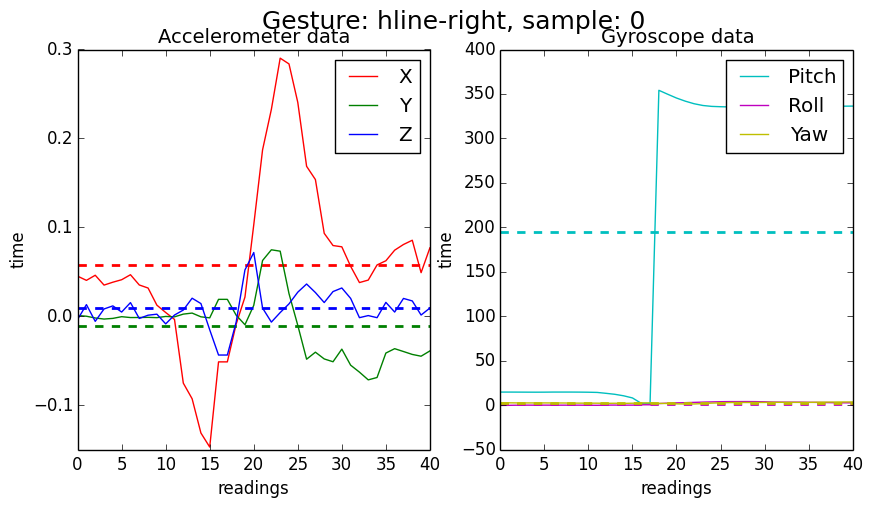 Gesture: hline-right, sample: 0
Accelerometer data
0.3
0.2
0.1
0.0
−0.1
0 5 10 15 20 25 30 35 40
time
readings
X
Y
Z
Gyroscope data
400
350
300
250
200
150
100
50
0
−50
0 5 10 15 20 25 30 35 40
time
readings
Pitch
Roll
Yaw